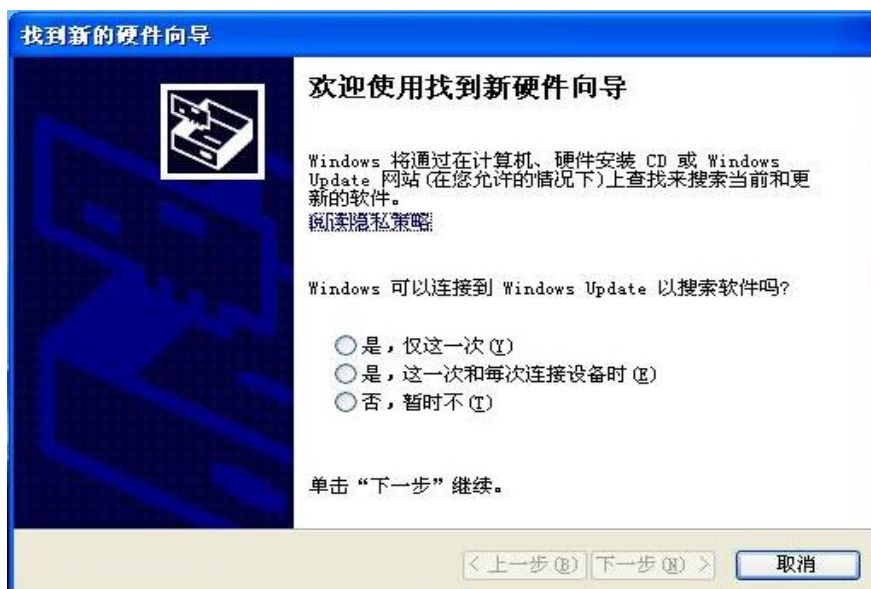 找到新的硬件向导
欢迎使用找到新硬件向导
Windows 将通过在计算机、硬件安装 CD 或 Windows
Update 网站(在您允许的情况下)上查找来搜索当前和更
新的软件。
阅读隐私策略
Windows 可以连接到 Windows Update 以搜索软件吗?
是，仅这一次(Y)
是，这一次和每次连接设备时(E)
否，暂时不(T)
单击“下一步”继续。
< 上一步(B) 下一步(N) > 取消